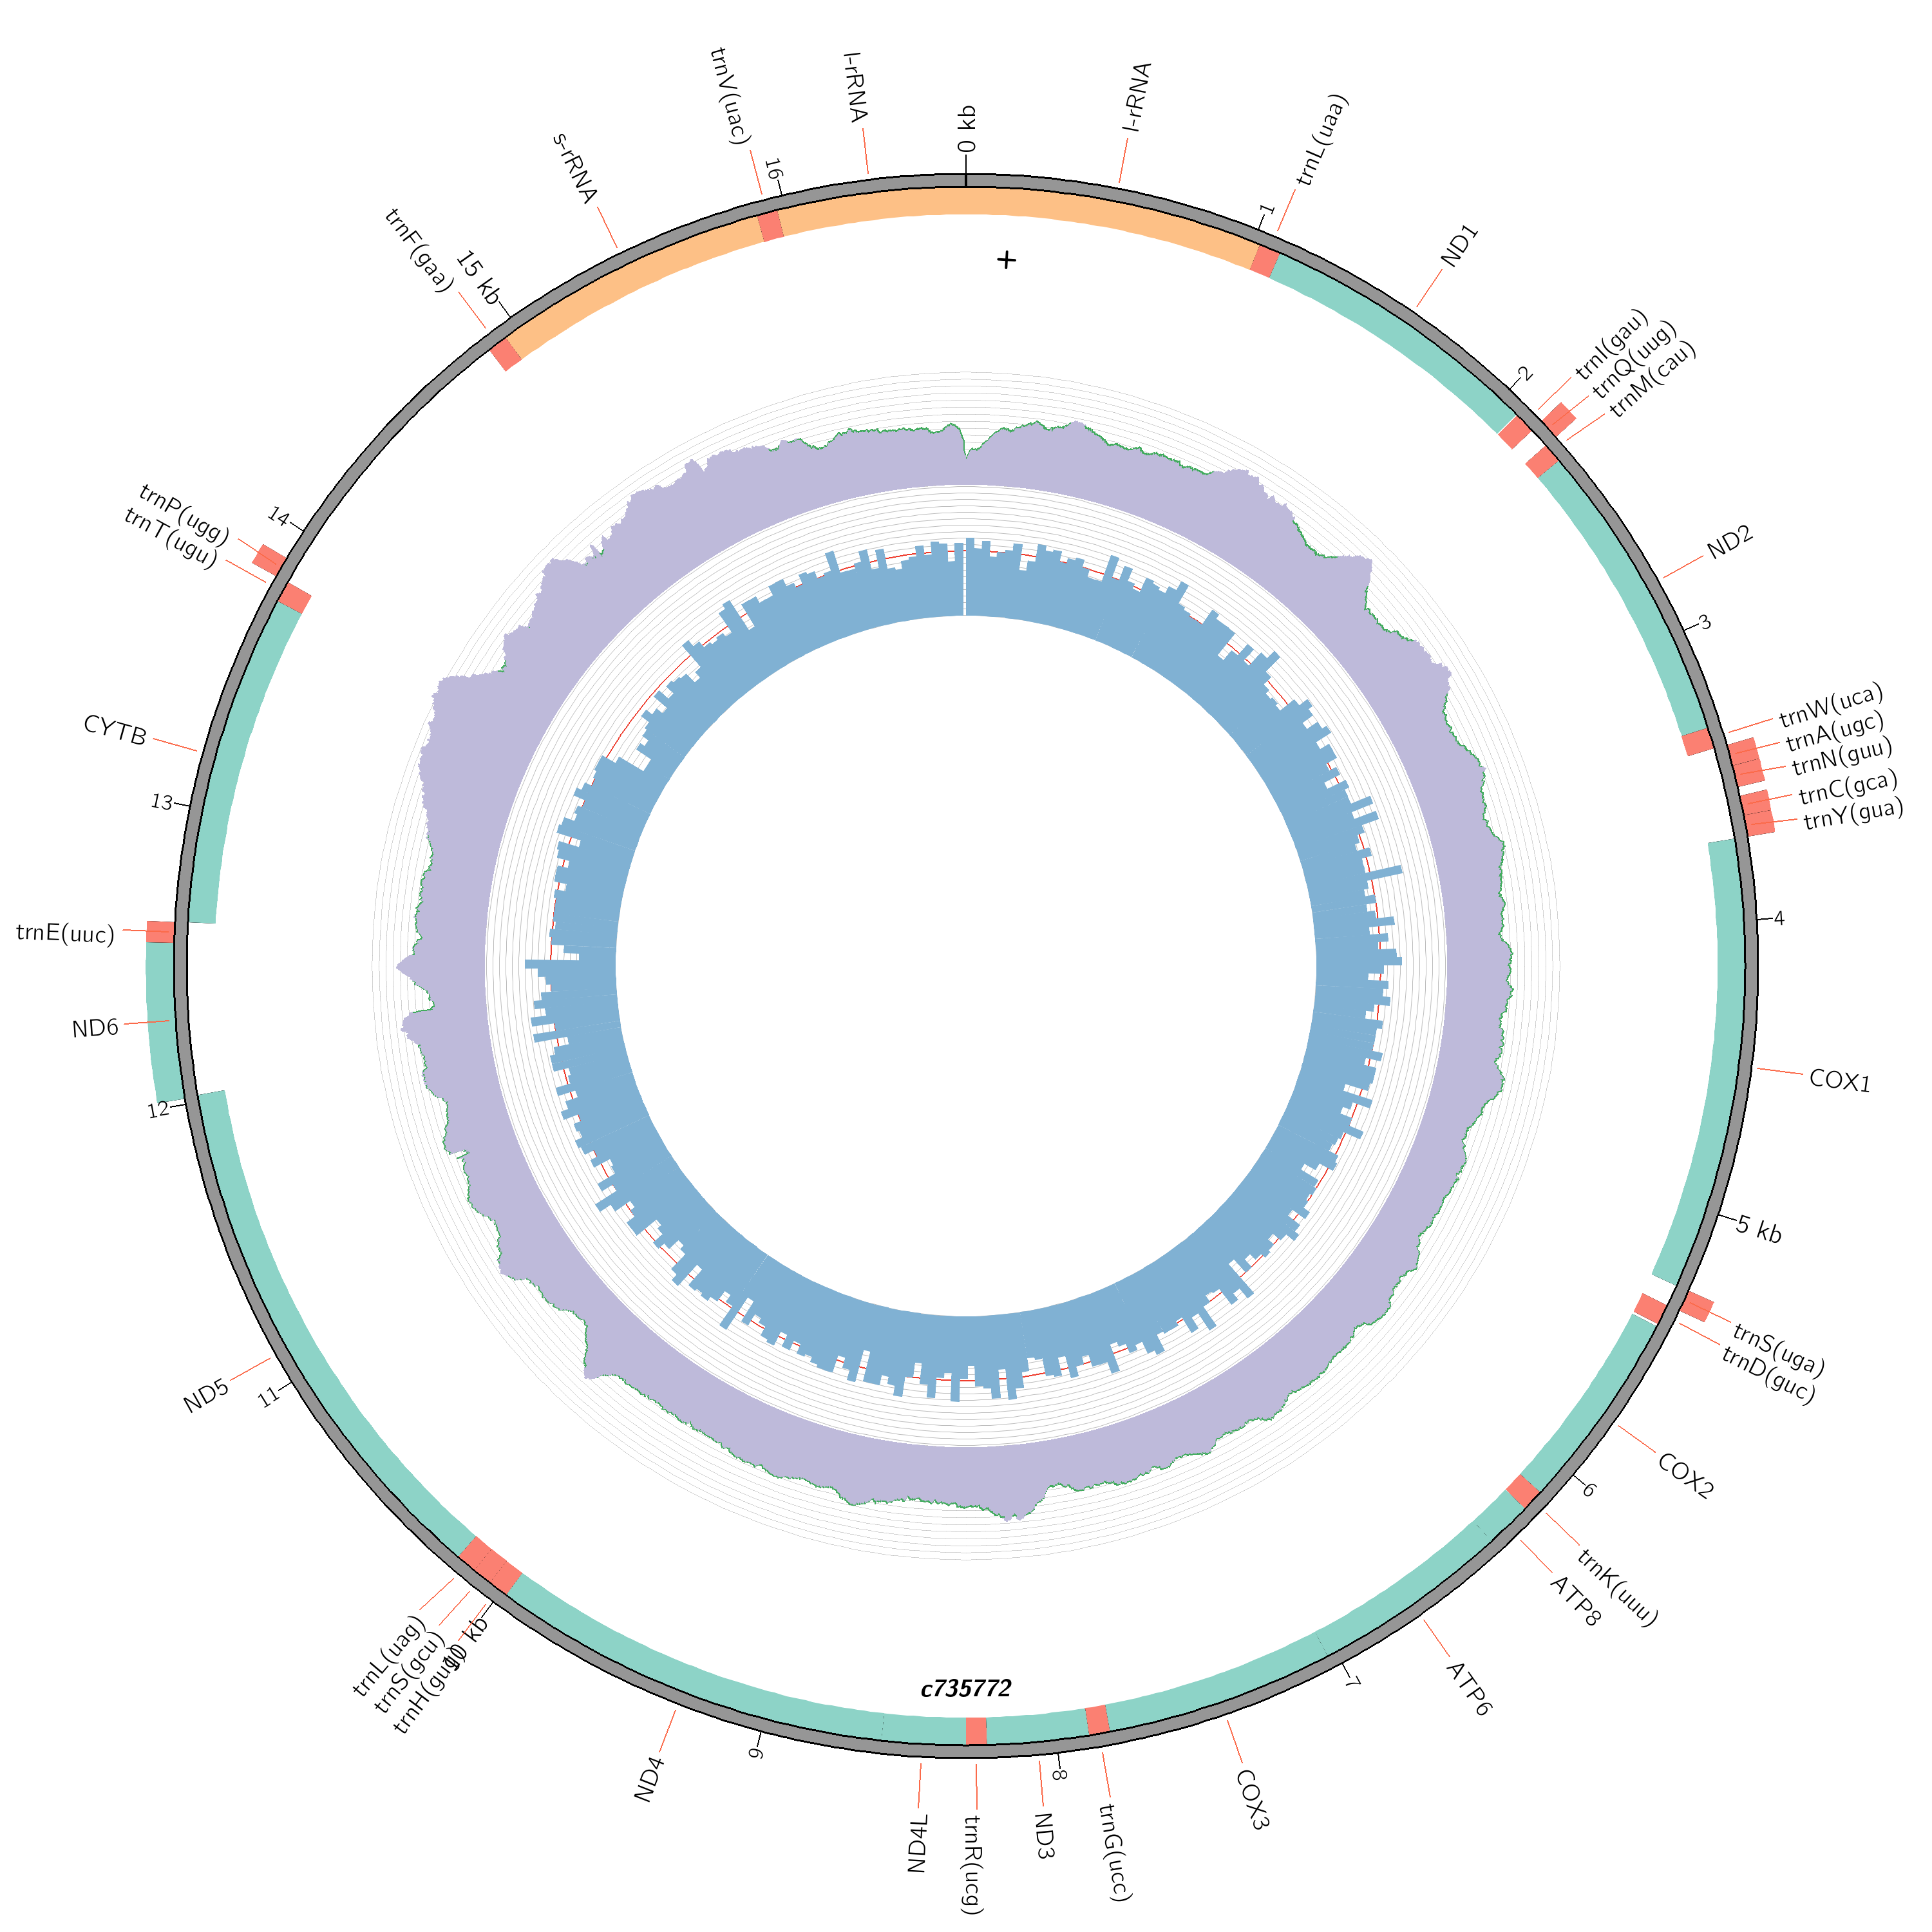 0 kb
l-rRNA
1
trnL(uaa)
ND1
2
trnI(gau)
trnQ(uug)
trnM(cau)
ND2
3
trnW(uca)
trnA(ugc)
trnN(guu)
trnC(gca)
trnY(gua)
4
COX1
5 kb
trnS(uga)
trnD(guc)
COX2
6
trnK(uuu)
ATP8
ATP6
7
COX3
trnG(ucc)
8
ND3
trnR(ucg)
ND4L
9
ND4
10 kb
trnH(gug)
trnS(gcu)
trnL(uag)
11
ND5
12
ND6
trnE(uuc)
13
CYTB
trnT(ugu)
trnP(ugg)
14
trnF(gaa)
15 kb
s-rRNA
trnV(uac)
16
l-rRNA
+
c735772